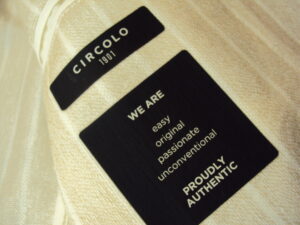 CIRCOLO
1901
WE ARE
easy
original
passionate
unconventional
PROUDLY
AUTHENTIC